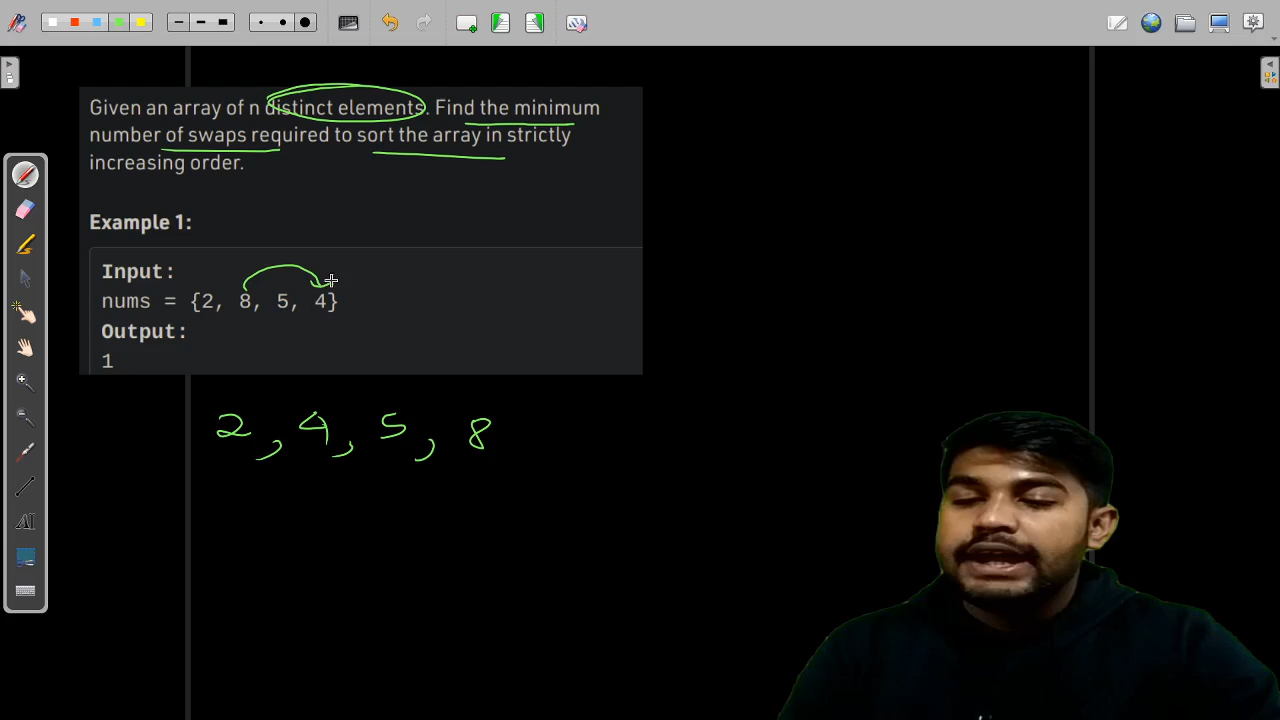 Given an array of n distinct elements. Find the minimum
number of swaps required to sort the array in strictly
increasing order.
Example 1:
Input:
nums = {2, 8, 5, 4}
Output:
1
2, 4, 5, 8